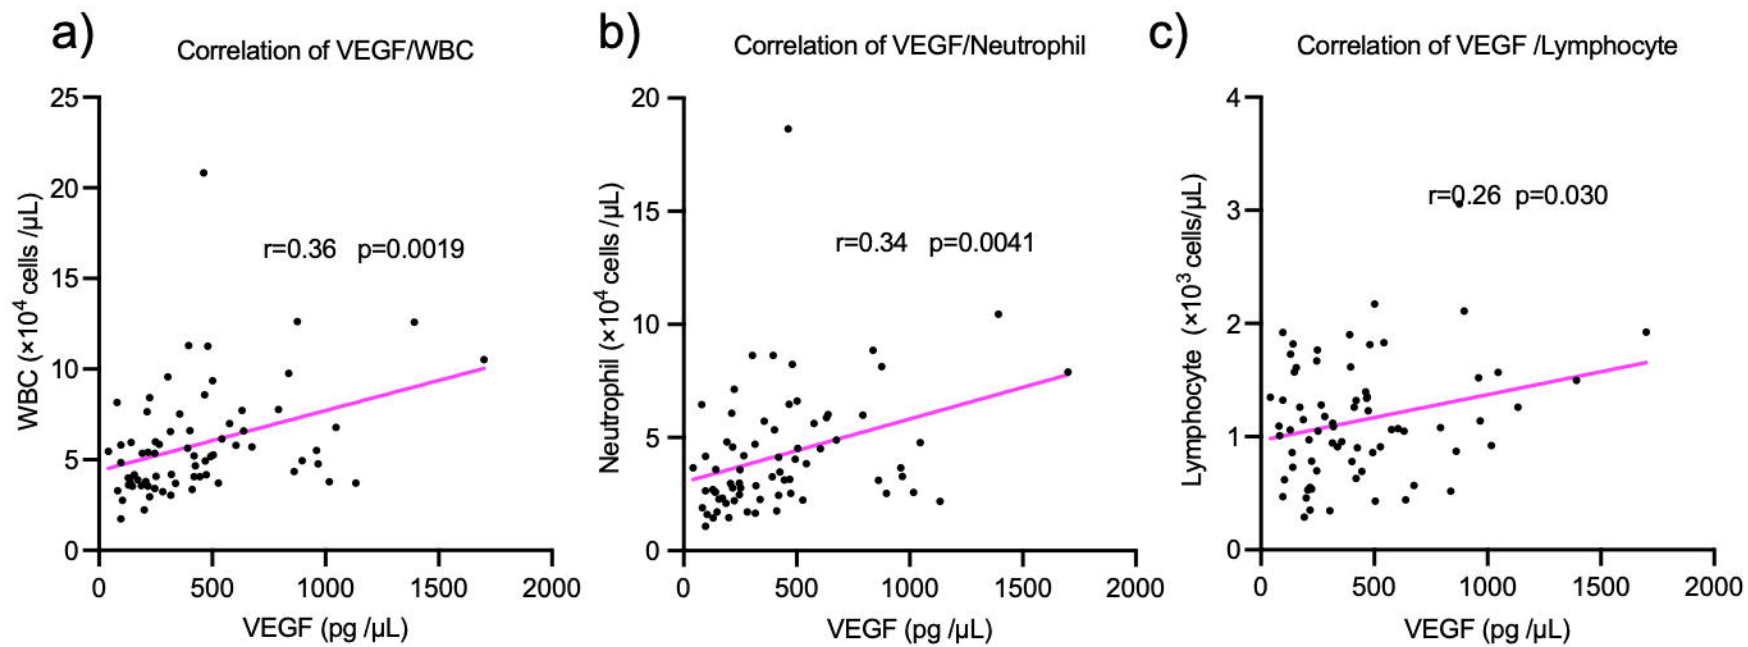 a)
Correlation of VEGF/WBC
25
20
15
10
5
0
WBC (×10⁴ cells /µL)
r=0.36 p=0.0019
0 500 1000 1500 2000
VEGF (pg /µL)
b)
Correlation of VEGF/Neutrophil
20
15
10
5
0
Neutrophil (×10⁴ cells /µL)
r=0.34 p=0.0041
0 500 1000 1500 2000
VEGF (pg /µL)
c)
Correlation of VEGF /Lymphocyte
4
3
2
1
0
Lymphocyte (×10³ cells/µL)
r=0.26 p=0.030
0 500 1000 1500 2000
VEGF (pg /µL)